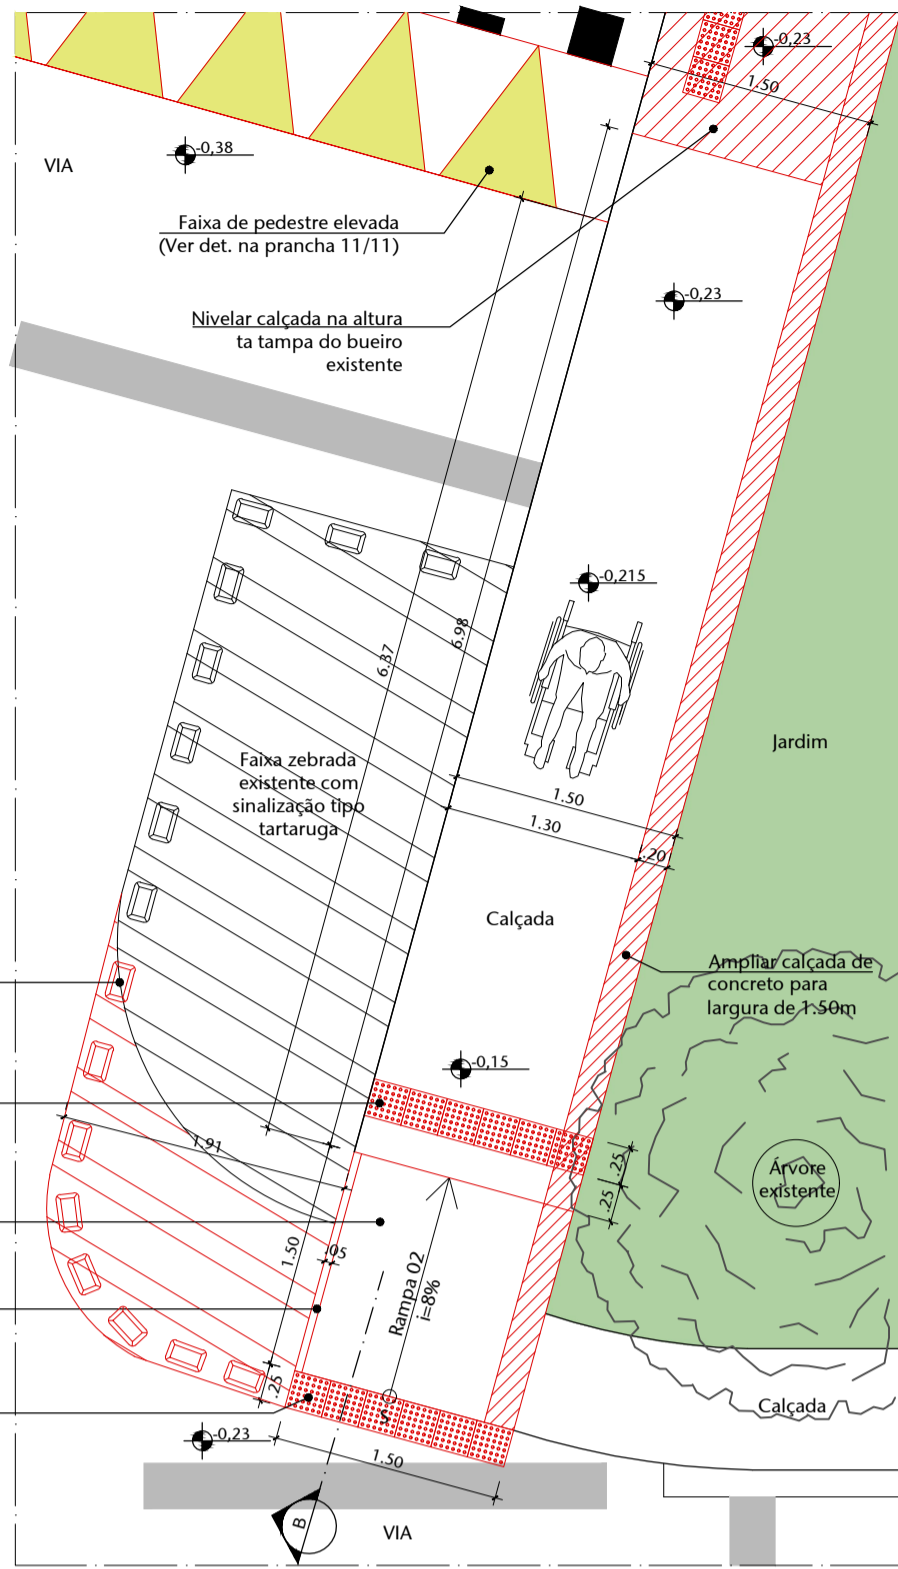 -0,23
1.50
-0,38
VIA
Faixa de pedestre elevada
(Ver det. na prancha 11/11)
-0,23
Nivelar calçada na altura
ta tampa do bueiro
existente
-0,215
6.98
6.37
Jardim
Faixa zebrada
existente com
sinalização tipo
tartaruga
1.50
1.30
.20
Calçada
Ampliar calçada de
concreto para
largura de 1.50m
-0,15
1.91
.25
.25
Árvore
existente
1.50
.05
Rampa 02
i=8%
.25
S
Calçada
-0,23
1.50
B
VIA